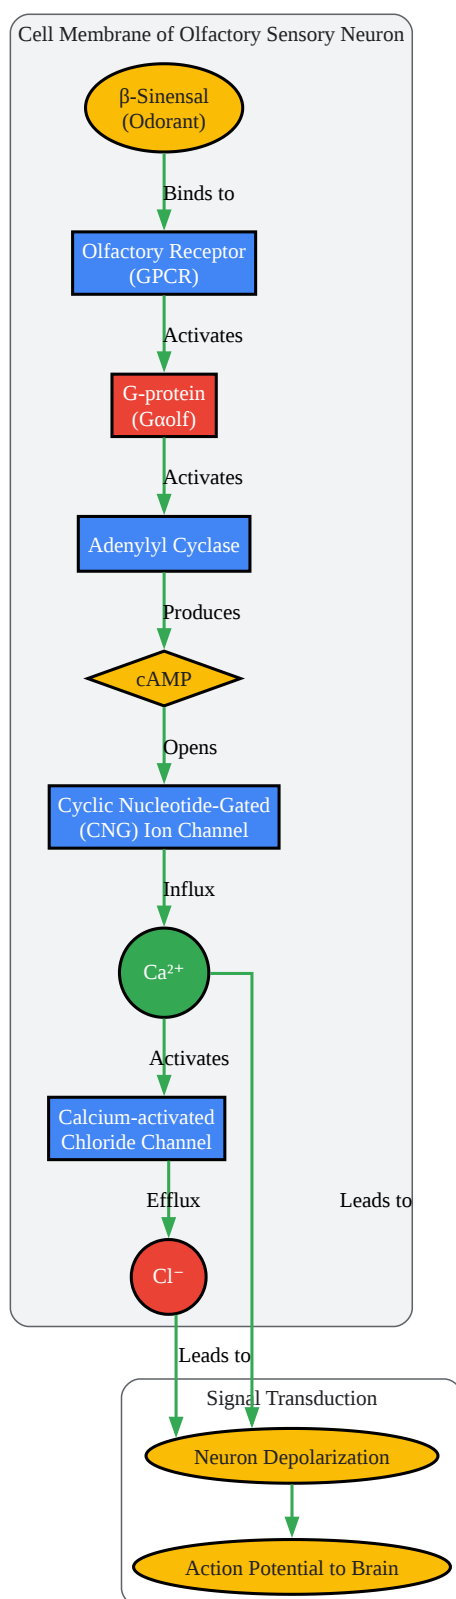 Cell Membrane of Olfactory Sensory Neuron
β-Sinensal
(Odorant)
Binds to
Olfactory Receptor
(GPCR)
Activates
G-protein
(Gαolf)
Activates
Adenylyl Cyclase
Produces
cAMP
Opens
Cyclic Nucleotide-Gated
(CNG) Ion Channel
Influx
Ca²⁺
Activates
Calcium-activated
Chloride Channel
Efflux
Leads to
Cl⁻
Leads to
Signal Transduction
Neuron Depolarization
Action Potential to Brain